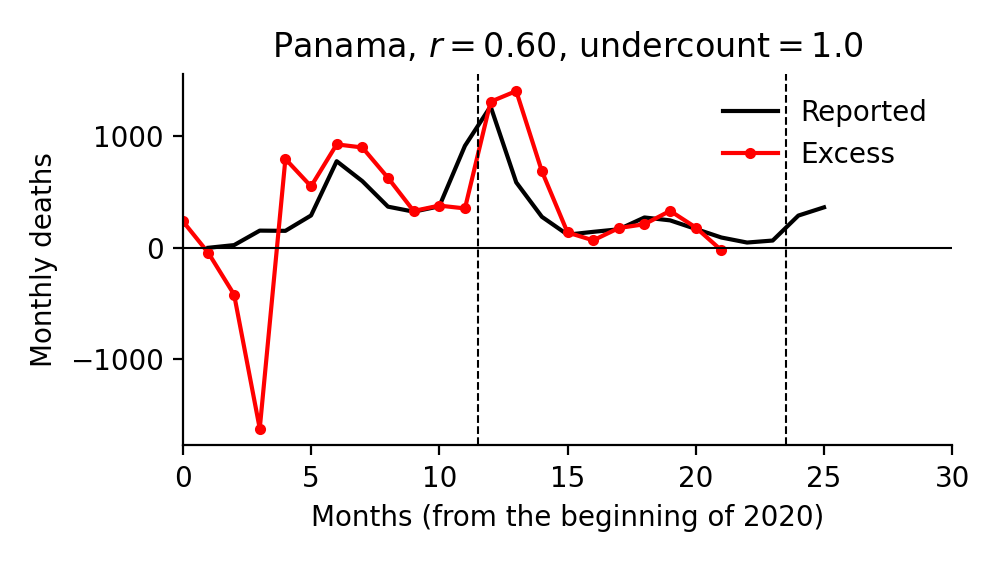 Panama, r = 0.60, undercount = 1.0
Reported
Excess
1000
0
−1000
Monthly deaths
0 5 10 15 20 25 30
Months (from the beginning of 2020)